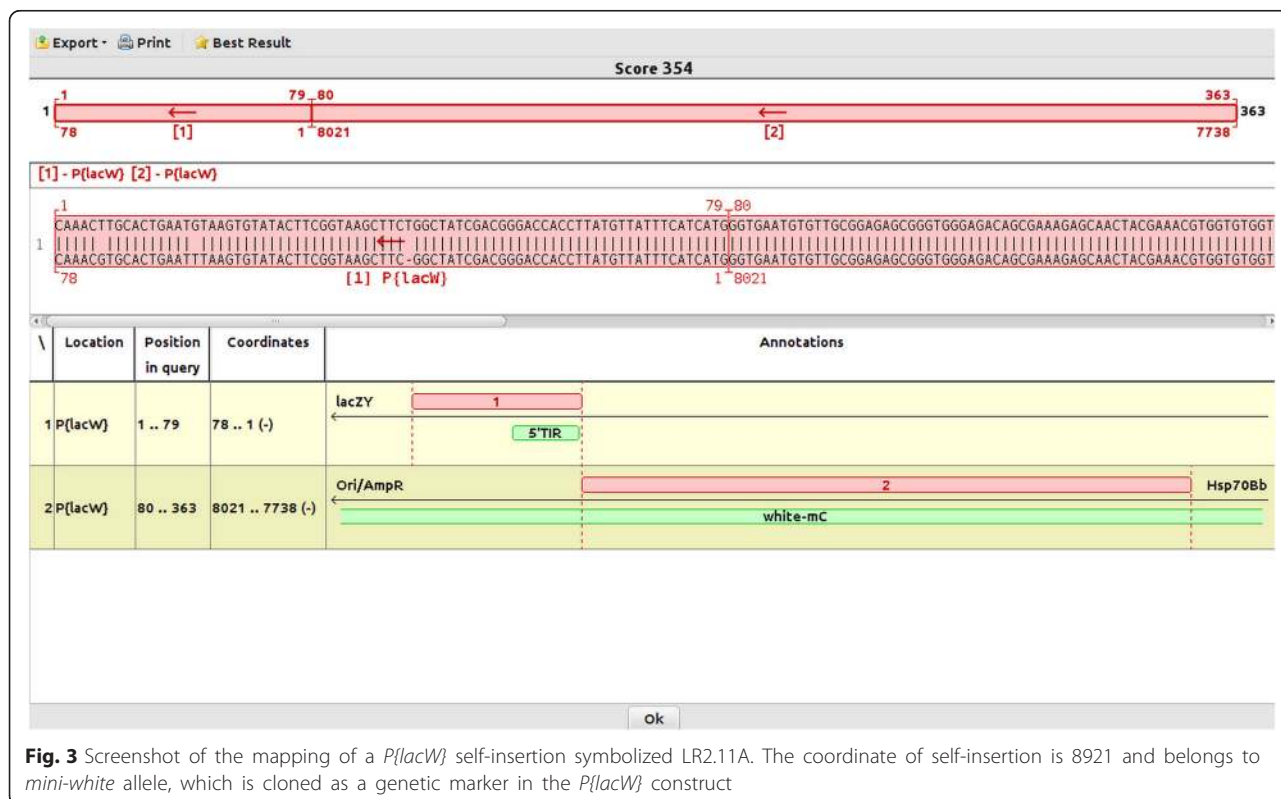 Export Print Best Result
Score 354
1 79 80 363
1 363
78 [1] 1 8021 [2] 7738
[1] - P{lacW} [2] - P{lacW}
1 79 80
CAAACTTGCACTGAATGTAAGTGTATACTTCGGTAAGCTTCTGGCTATCGACGGGACCACCTTATGTTATTTCATCATGGGTGAATGTGTTGCGGAGAGCGGGTGGGAGACAGCGAAAGAGCAACTACGAAACGTGGTGTGGT
1
CAAACGTGCACTGAATTTAAGTGTATACTTCGGTAAGCTTC-GGCTATCGACGGGACCACCTTATGTTATTTCATCATGGGTGAATGTGTTGCGGAGAGCGGGTGGGAGACAGCGAAAGAGCAACTACGAAACGTGGTGTGGT
78 [1] P{lacW} 1 8021
\ Location Position in query Coordinates Annotations
1 P{lacW} 1 .. 79 78 .. 1 (-) lacZY 1
5'TIR
2 P{lacW} 80 .. 363 8021 .. 7738 (-) Ori/AmpR 2 Hsp70Bb
white-mC
Ok
Fig. 3 Screenshot of the mapping of a P{lacW} self-insertion symbolized LR2.11A. The coordinate of self-insertion is 8921 and belongs to
mini-white allele, which is cloned as a genetic marker in the P{lacW} construct